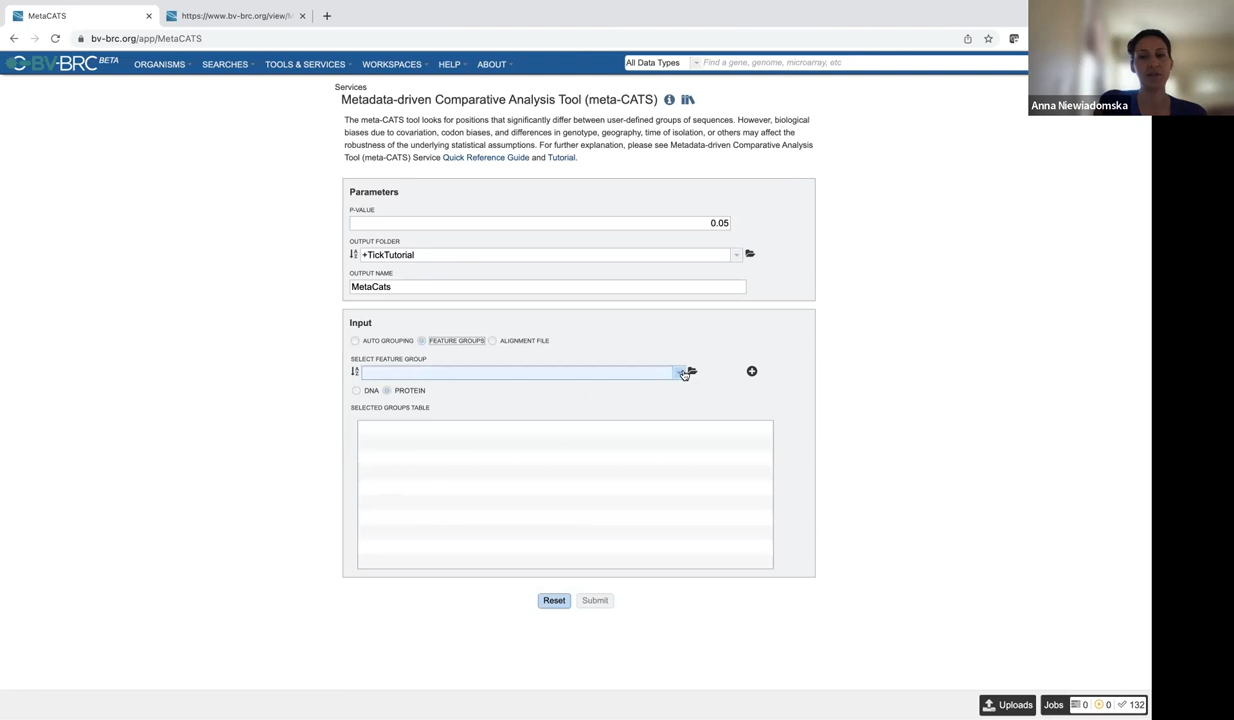 MetaCATS
https://www.bv-brc.org/view/
bv-brc.org/app/MetaCATS
BV-BRC BETA
ORGANISMS
SEARCHES
TOOLS & SERVICES
WORKSPACES
HELP
ABOUT
All Data Types
Find a gene, genome, microarray, etc
Anna Niewiadomska
Services
Metadata-driven Comparative Analysis Tool (meta-CATS)
The meta-CATS tool looks for positions that significantly differ between user-defined groups of sequences. However, biological
biases due to covariation, codon biases, and differences in genotype, geography, time of isolation, or others may affect the
robustness of the underlying statistical assumptions. For further explanation, please see Metadata-driven Comparative Analysis
Tool (meta-CATS) Service Quick Reference Guide and Tutorial.
Parameters
P-VALUE
0.05
OUTPUT FOLDER
+TickTutorial
OUTPUT NAME
MetaCats
Input
AUTO GROUPING FEATURE GROUPS ALIGNMENT FILE
SELECT FEATURE GROUP
DNA PROTEIN
SELECTED GROUPS TABLE
Reset Submit
Uploads Jobs 0 0 132